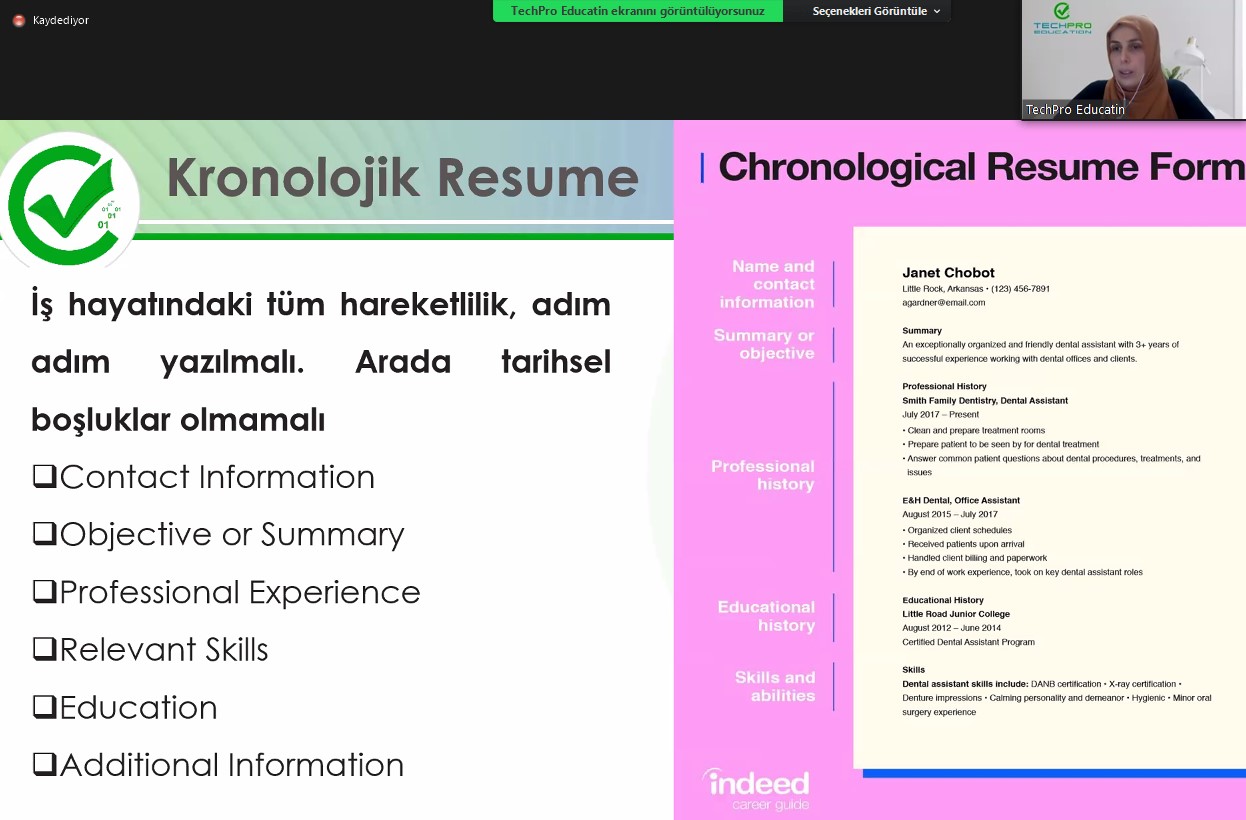 Kaydediyor
TechPro Educatin ekranını görüntülüyorsunuz
Seçenekleri Görüntüle
TECHPRO
EDUCATION
TechPro Educatin
Kronolojik Resume
01 01
01
01
İş hayatındaki tüm hareketlilik, adım
adım yazılmalı. Arada tarihsel
boşluklar olmamalı
❑Contact Information
❑Objective or Summary
❑Professional Experience
❑Relevant Skills
❑Education
❑Additional Information
Chronological Resume Form
Name and
contact
information
Summary or
objective
Professional
history
Educational
history
Skills and
abilities
indeed
career guide
Janet Chobot
Little Rock, Arkansas • (123) 456-7891
agardner@email.com
Summary
An exceptionally organized and friendly dental assistant with 3+ years of
successful experience working with dental offices and clients.
Professional History
Smith Family Dentistry, Dental Assistant
July 2017 – Present
• Clean and prepare treatment rooms
• Prepare patient to be seen by for dental treatment
• Answer common patient questions about dental procedures, treatments, and
issues
E&H Dental, Office Assistant
August 2015 – July 2017
• Organized client schedules
• Received patients upon arrival
• Handled client billing and paperwork
• By end of work experience, took on key dental assistant roles
Educational History
Little Road Junior College
August 2012 – June 2014
Certified Dental Assistant Program
Skills
Dental assistant skills include: DANB certification • X-ray certification •
Denture impressions • Calming personality and demeanor • Hygienic • Minor oral
surgery experience